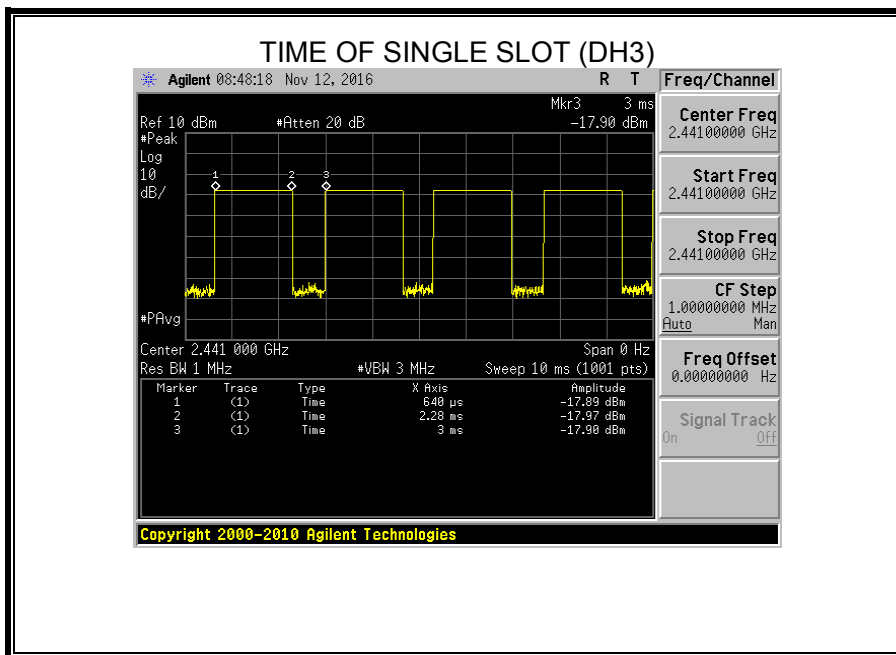 TIME OF SINGLE SLOT (DH3)
Agilent 08:48:18 Nov 12, 2016 R T
Mkr3 3 ms
Ref 10 dBm #Atten 20 dB -17.90 dBm
#Peak
Log
10
dB/
1 2 3
#PAvg
Center 2.441 000 GHz Span 0 Hz
Res BW 1 MHz #VBW 3 MHz Sweep 10 ms (1001 pts)
Marker Trace Type X Axis Amplitude
1 (1) Time 640 µs -17.89 dBm
2 (1) Time 2.28 ms -17.97 dBm
3 (1) Time 3 ms -17.90 dBm
Copyright 2000-2010 Agilent Technologies
Freq/Channel
Center Freq
2.44100000 GHz
Start Freq
2.44100000 GHz
Stop Freq
2.44100000 GHz
CF Step
1.00000000 MHz
Auto Man
Freq Offset
0.00000000 Hz
Signal Track
On Off